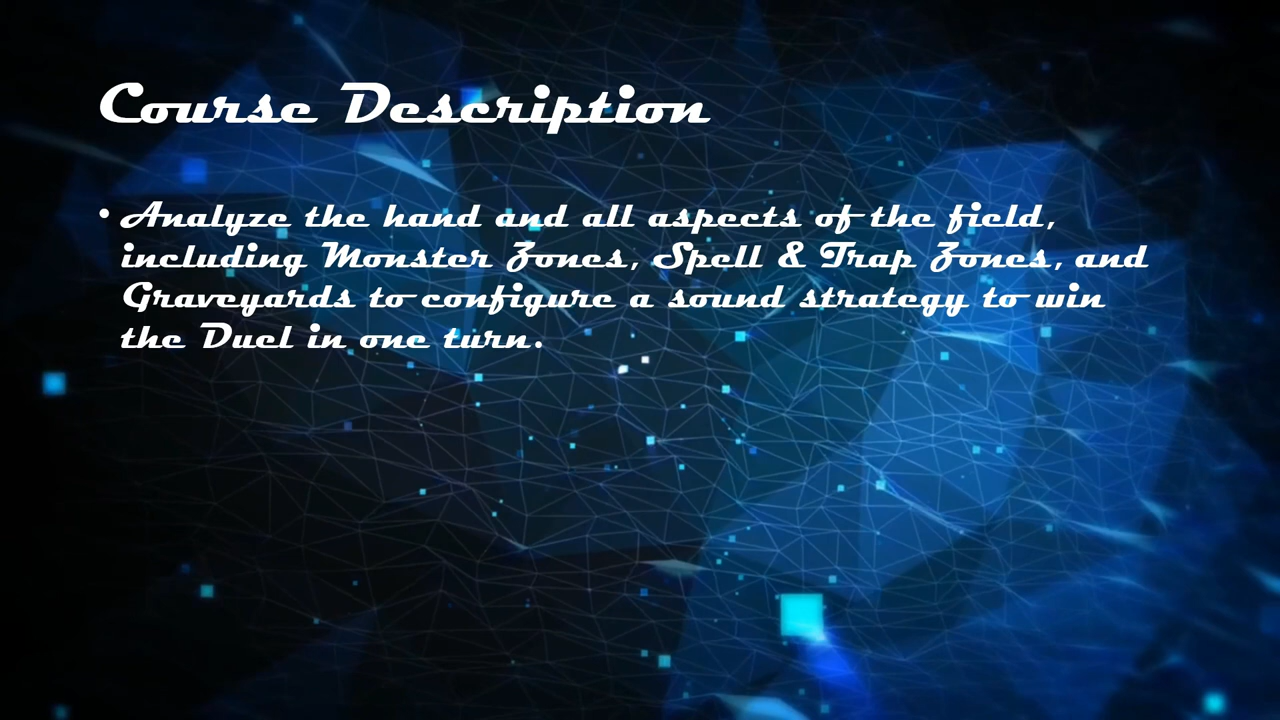 Course Description
• Analyze the hand and all aspects of the field,
including Monster Zones, Spell & Trap Zones, and
Graveyards to configure a sound strategy to win
the Duel in one turn.